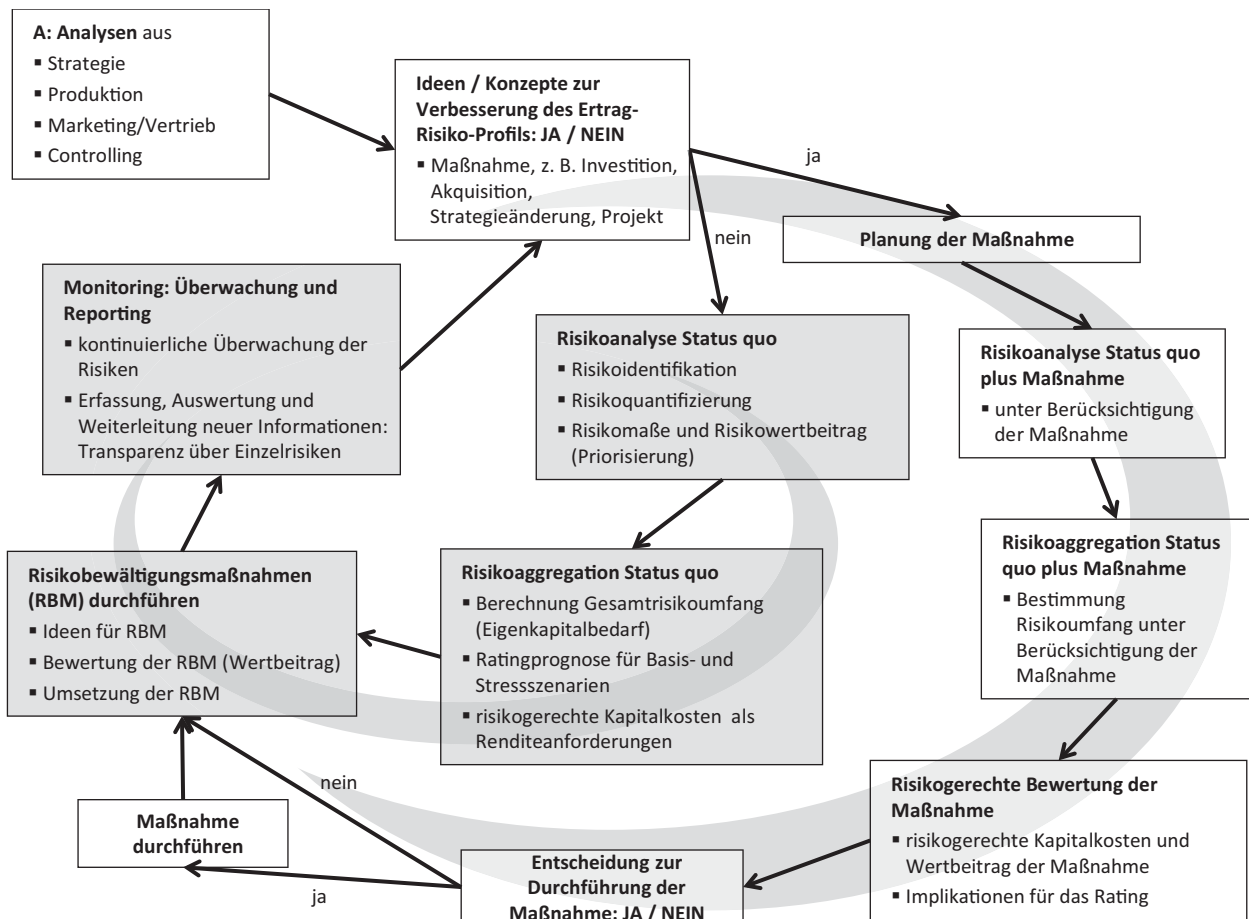 A: Analysen aus
▪ Strategie
▪ Produktion
▪ Marketing/Vertrieb
▪ Controlling
Ideen / Konzepte zur
Verbesserung des Ertrag-
Risiko-Profils: JA / NEIN
▪ Maßnahme, z. B. Investition,
Akquisition,
Strategieänderung, Projekt
ja
nein
Planung der Maßnahme
Monitoring: Überwachung und
Reporting
▪ kontinuierliche Überwachung der
Risiken
▪ Erfassung, Auswertung und
Weiterleitung neuer Informationen:
Transparenz über Einzelrisiken
Risikoanalyse Status quo
▪ Risikoidentifikation
▪ Risikoquantifizierung
▪ Risikomaße und Risikowertbeitrag
(Priorisierung)
Risikoanalyse Status quo
plus Maßnahme
▪ unter Berücksichtigung
der Maßnahme
Risikobewältigungsmaßnahmen
(RBM) durchführen
▪ Ideen für RBM
▪ Bewertung der RBM (Wertbeitrag)
▪ Umsetzung der RBM
Risikoaggregation Status quo
▪ Berechnung Gesamtrisikoumfang
(Eigenkapitalbedarf)
▪ Ratingprognose für Basis- und
Stressszenarien
▪ risikogerechte Kapitalkosten als
Renditeanforderungen
Risikoaggregation Status
quo plus Maßnahme
▪ Bestimmung
Risikoumfang unter
Berücksichtigung der
Maßnahme
nein
Maßnahme
durchführen
ja
Entscheidung zur
Durchführung der
Maßnahme: JA / NEIN
Risikogerechte Bewertung der
Maßnahme
▪ risikogerechte Kapitalkosten und
Wertbeitrag der Maßnahme
▪ Implikationen für das Rating